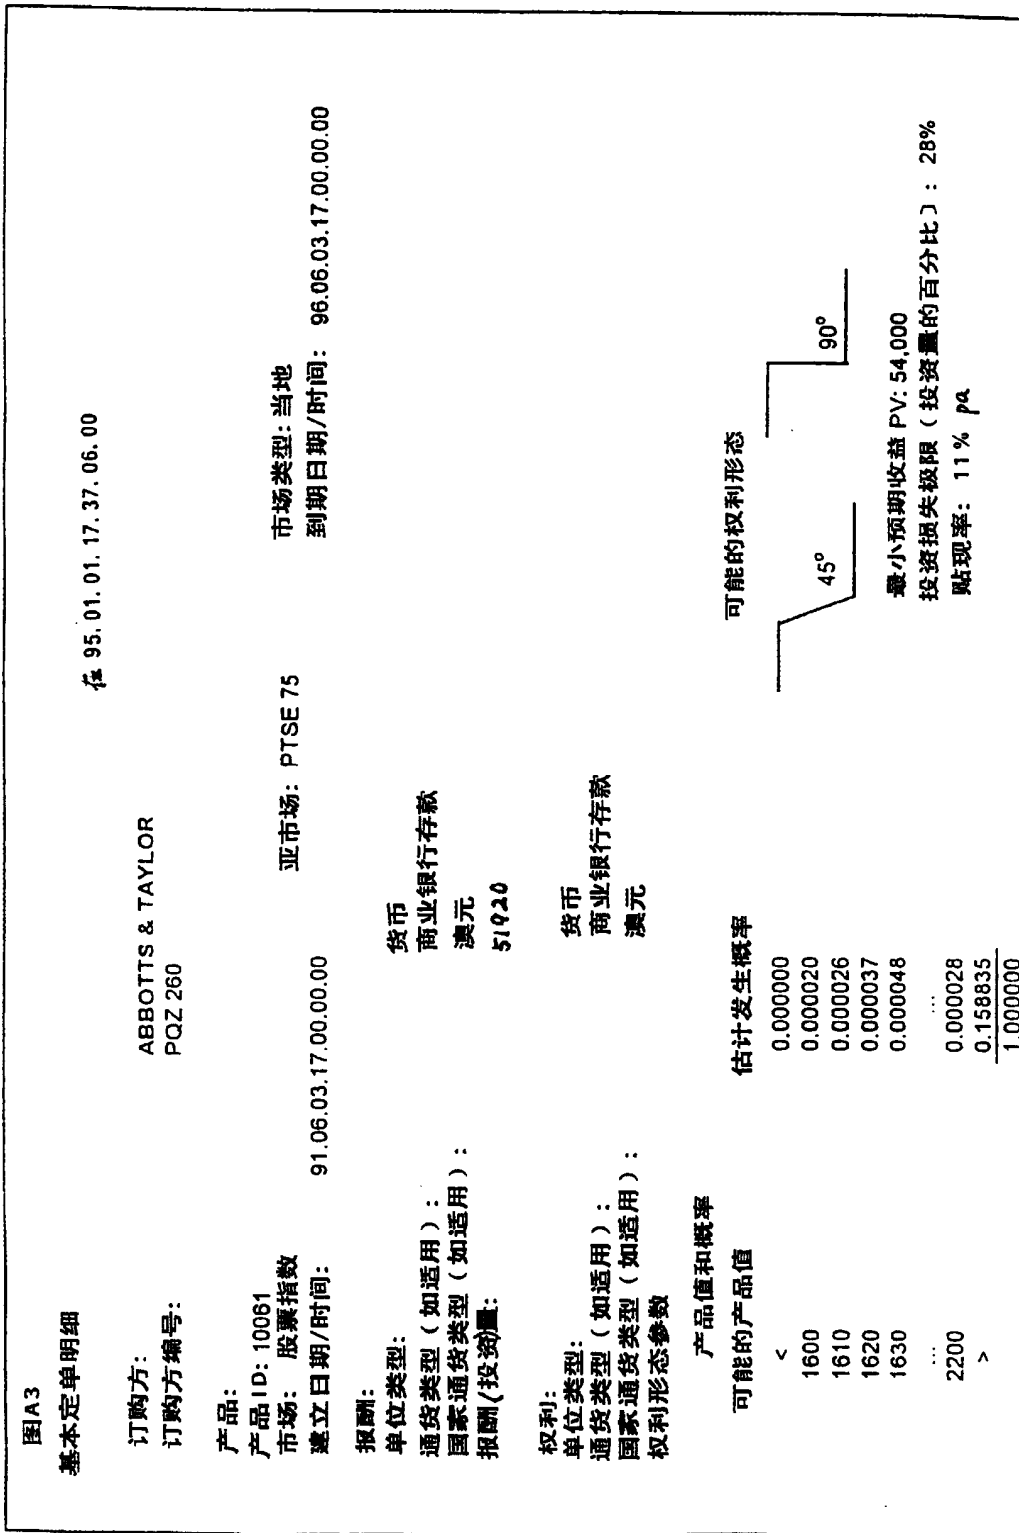 图A3
基本定单明细
在 95.01.01.17.37.06.00
订购方: ABBOTTS & TAYLOR
订购方编号: PQZ 260
产品:
产品ID: 10061
市场: 股票指数 亚市场: PTSE 75 市场类型: 当地
建立日期/时间: 91.06.03.17.00.00.00 到期日期/时间: 96.06.03.17.00.00.00
报酬:
单位类型: 货币
通货类型(如适用): 商业银行存款
国家通货类型(如适用): 澳元
报酬(投资)量: 51920
权利:
单位类型: 货币
通货类型(如适用): 商业银行存款
国家通货类型(如适用): 澳元
权利形态参数
产品值和概率
可能的产品值 估计发生概率 可能的权利形态
< 0.000000
1600 0.000020
1610 0.000026
1620 0.000037
1630 0.000048
... ...
2200 0.000028
> 0.158835
1.000000
45° 90°
最小预期收益 PV: 54,000
投资损失极限(投资量的百分比): 28%
贴现率: 11% pa